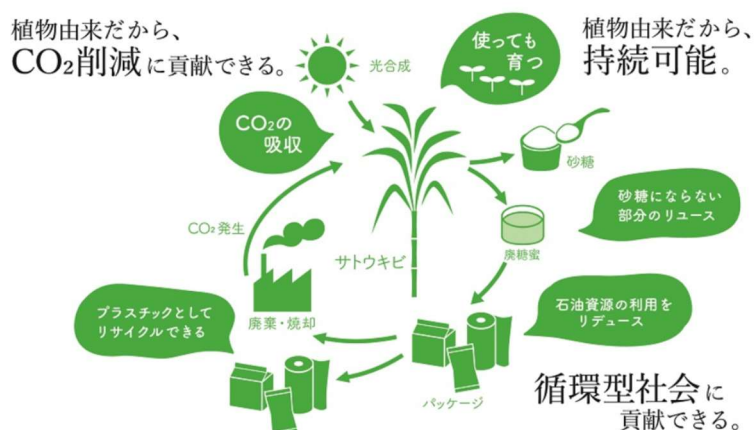 植物由来だから、
CO₂削減に貢献できる。
植物由来だから、
持続可能。
光合成
使っても
育つ
CO₂の
吸収
砂糖
砂糖にならない
部分のリユース
CO₂発生
サトウキビ
廃糖蜜
プラスチックとして
リサイクルできる
廃棄・焼却
石油資源の利用を
リデュース
パッケージ
循環型社会に
貢献できる。